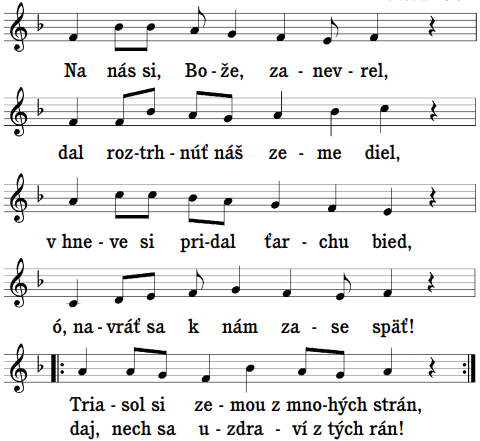 Na nás si, Bo - že, za - nev - rel,
dal roz-trh - núť náš ze - me diel,
v hne - ve si pri-dal ťar - chu bied,
ó, na - vráť sa k nám za - se späť!
Tria - sol si ze - mou z mno-hých strán,
daj, nech sa u - zdra - ví z tých rán!